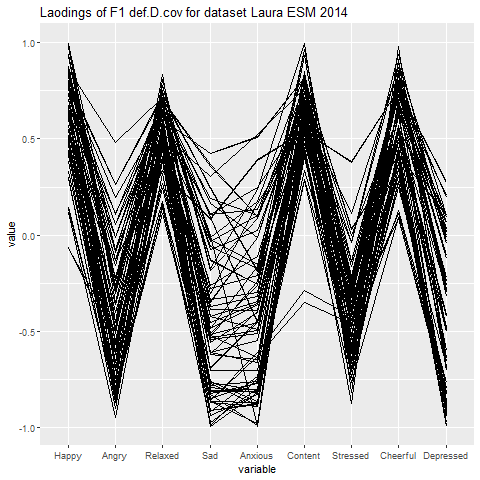 Laodings of F1 def.D.cov for dataset Laura ESM 2014
1.0
0.5
0.0
-0.5
-1.0
value
Happy Angry Relaxed Sad Anxious Content Stressed Cheerful Depressed
variable